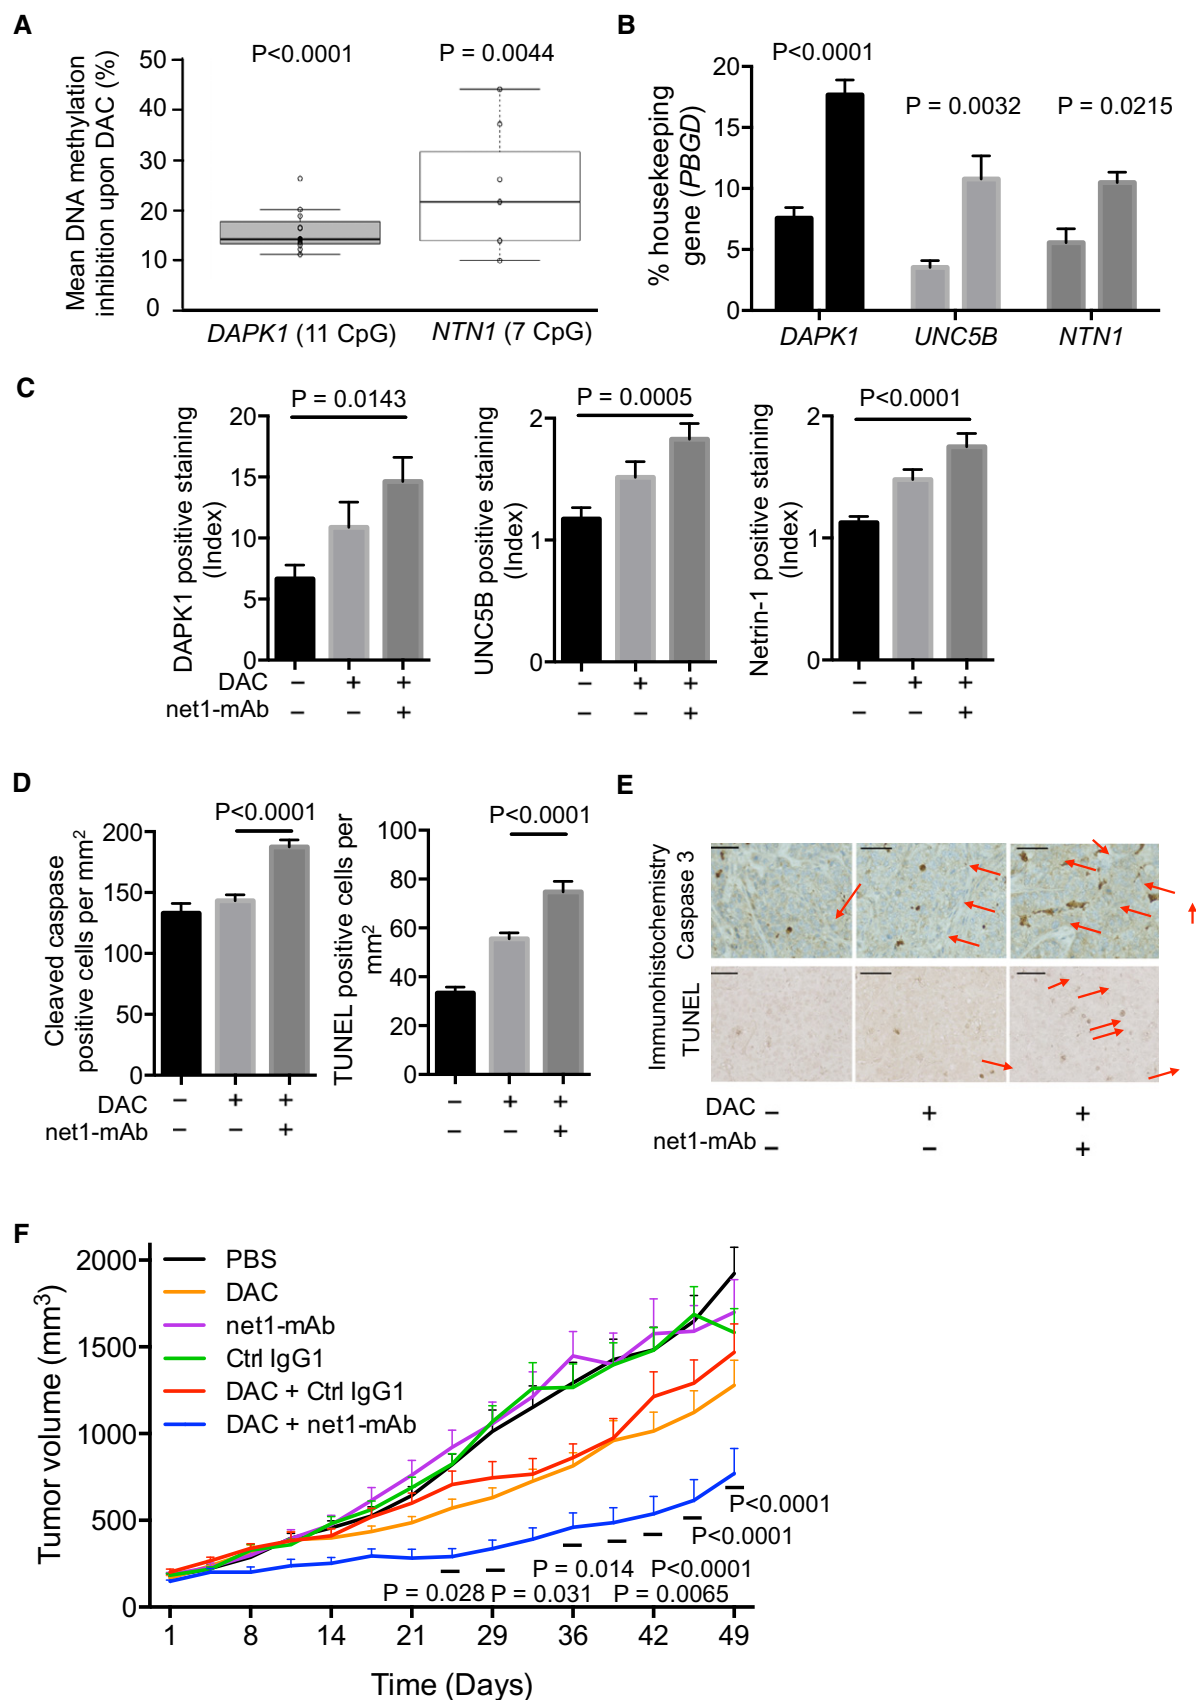 A
Mean DNA methylation
inhibition upon DAC (%)
P<0.0001
P = 0.0044
50
40
30
20
10
0
DAPK1 (11 CpG)
NTN1 (7 CpG)
B
% housekeeping
gene (PBGD)
P<0.0001
P = 0.0032
P = 0.0215
20
15
10
5
0
DAPK1
UNC5B
NTN1
C
DAPK1 positive staining
(Index)
P = 0.0143
20
15
10
5
0
UNC5B positive staining
(Index)
P = 0.0005
2
1
0
Netrin-1 positive staining
(Index)
P<0.0001
2
1
0
DAC − + + − + + − + +
net1-mAb − − + − − + − − +
D
Cleaved caspase
positive cells per mm²
P<0.0001
200
150
100
50
0
TUNEL positive cells per
mm²
P<0.0001
100
80
60
40
20
0
DAC − + + − + +
net1-mAb − − + − − +
E
Immunohistochemistry
Caspase 3
TUNEL
DAC − + +
net1-mAb − − +
F
Tumor volume (mm³)
2000
1500
1000
500
0
PBS
DAC
net1-mAb
Ctrl IgG1
DAC + Ctrl IgG1
DAC + net1-mAb
P<0.0001
P<0.0001
P = 0.014 P<0.0001
P = 0.028 P = 0.031 P = 0.0065
1 8 14 21 29 36 42 49
Time (Days)